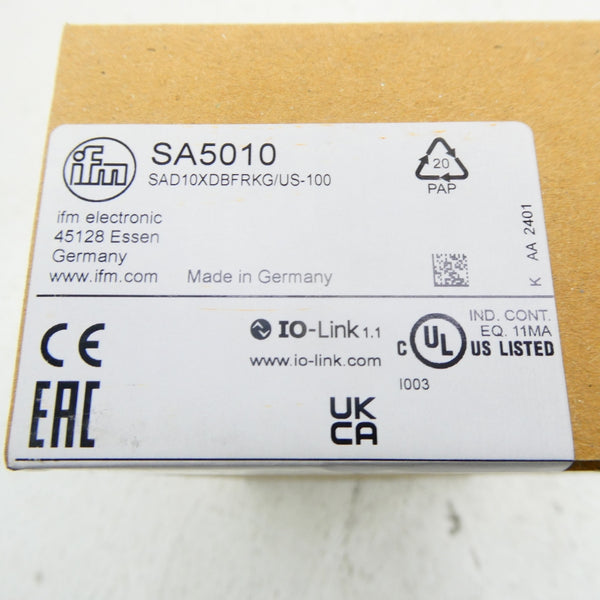 ifm
SA5010
SAD10XDBFRKG/US-100
20
PAP
ifm electronic
45128 Essen
Germany
www.ifm.com Made in Germany
K AA 2401
CE
IO-Link 1.1
www.io-link.com
C UL US LISTED
IND. CONT.
EQ. 11MA
I003
EAC
UK
CA